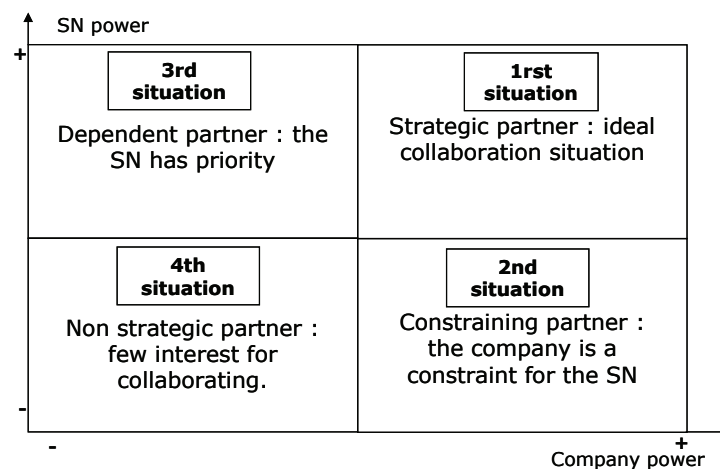 SN power
+
3rd
situation
Dependent partner : the
SN has priority
1rst
situation
Strategic partner : ideal
collaboration situation
4th
situation
Non strategic partner :
few interest for
collaborating.
2nd
situation
Constraining partner :
the company is a
constraint for the SN
-
-
+
Company power